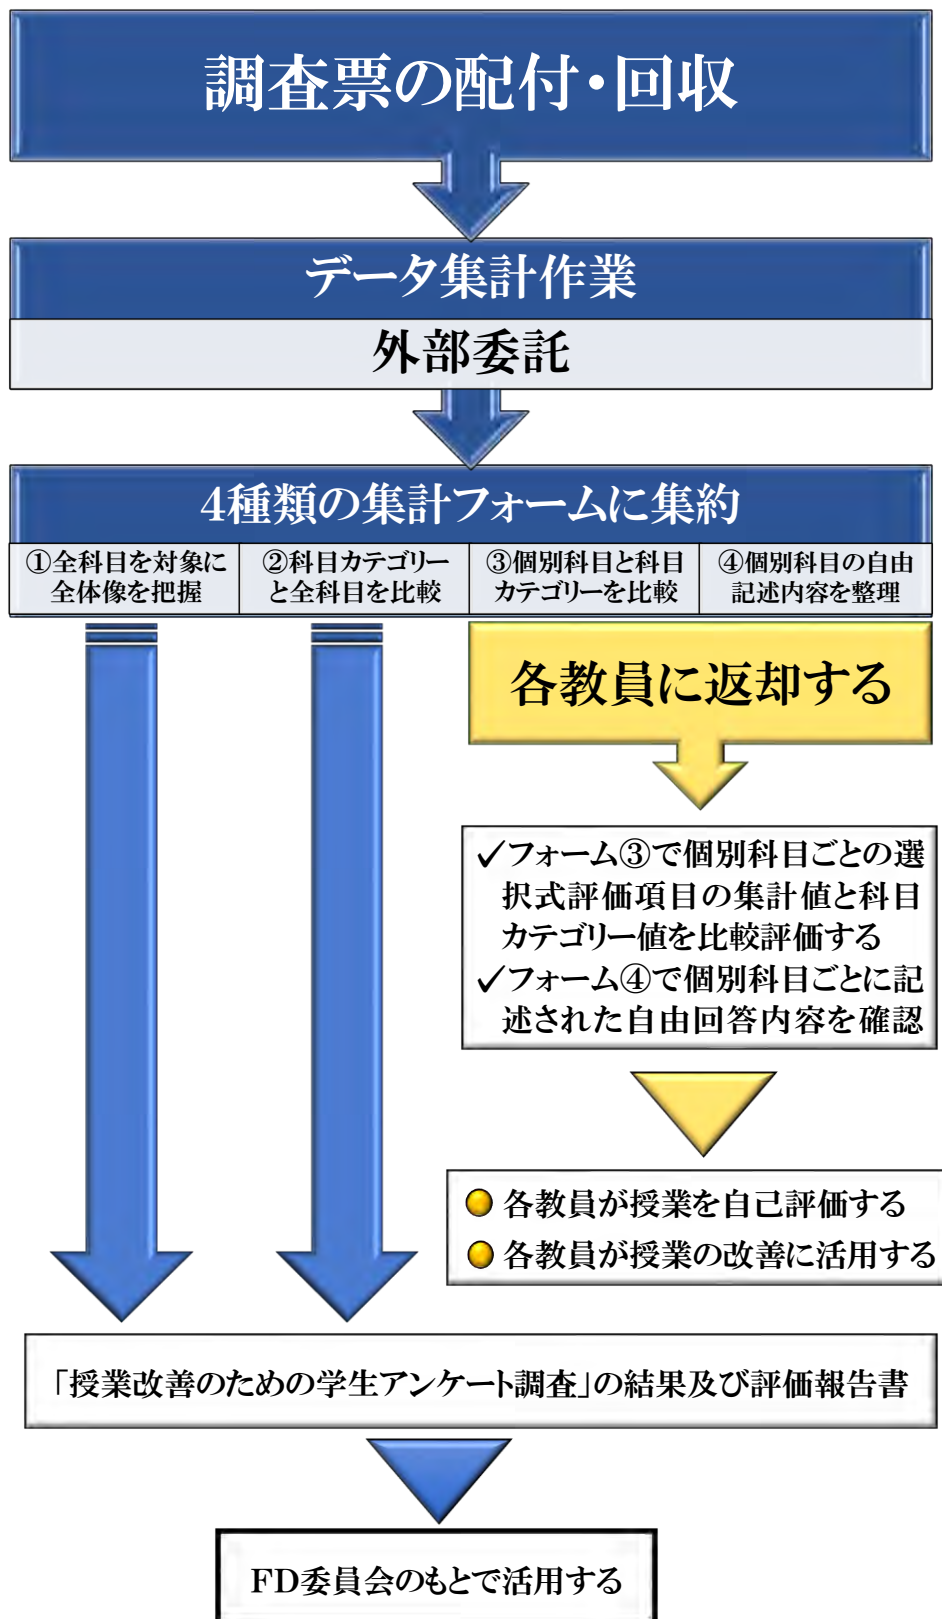 調査票の配付・回収
データ集計作業
外部委託
4種類の集計フォームに集約
①全科目を対象に
全体像を把握
②科目カテゴリー
と全科目を比較
③個別科目と科目
カテゴリーを比較
④個別科目の自由
記述内容を整理
各教員に返却する
✓フォーム③で個別科目ごとの選
択式評価項目の集計値と科目
カテゴリー値を比較評価する
✓フォーム④で個別科目ごとに記
述された自由回答内容を確認
各教員が授業を自己評価する
各教員が授業の改善に活用する
「授業改善のための学生アンケート調査」の結果及び評価報告書
FD委員会のもとで活用する